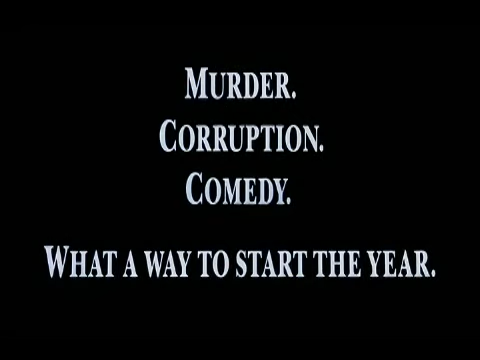 MURDER.
CORRUPTION.
COMEDY.
WHAT A WAY TO START THE YEAR.